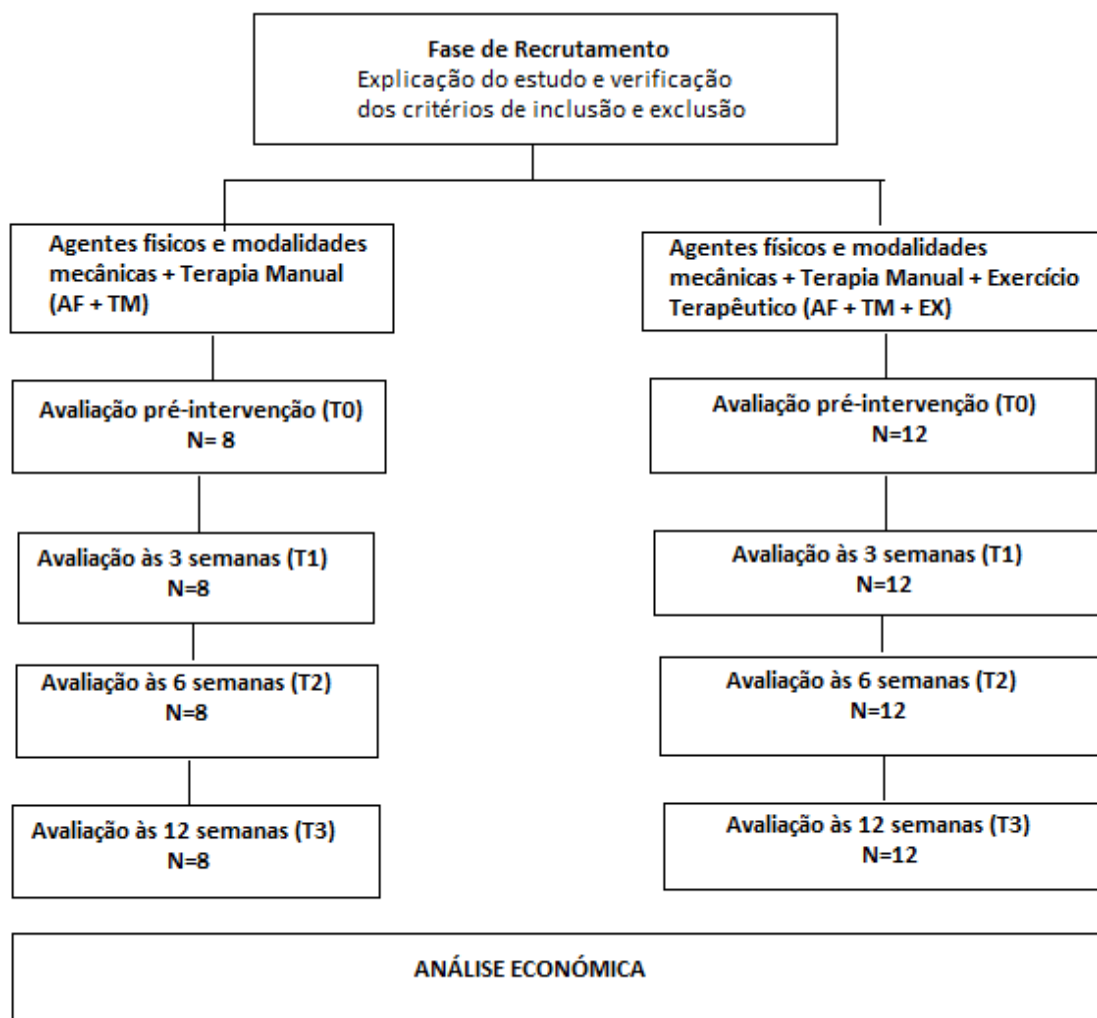 Fase de Recrutamento
Explicação do estudo e verificação
dos critérios de inclusão e exclusão
Agentes fisicos e modalidades
mecânicas + Terapia Manual
(AF + TM)
Agentes físicos e modalidades
mecânicas + Terapia Manual + Exercício
Terapêutico (AF + TM + EX)
Avaliação pré-intervenção (T0)
N= 8
Avaliação pré-intervenção (T0)
N=12
Avaliação às 3 semanas (T1)
N=8
Avaliação às 3 semanas (T1)
N=12
Avaliação às 6 semanas (T2)
N=8
Avaliação às 6 semanas (T2)
N=12
Avaliação às 12 semanas (T3)
N=8
Avaliação às 12 semanas (T3)
N=12
ANÁLISE ECONÓMICA